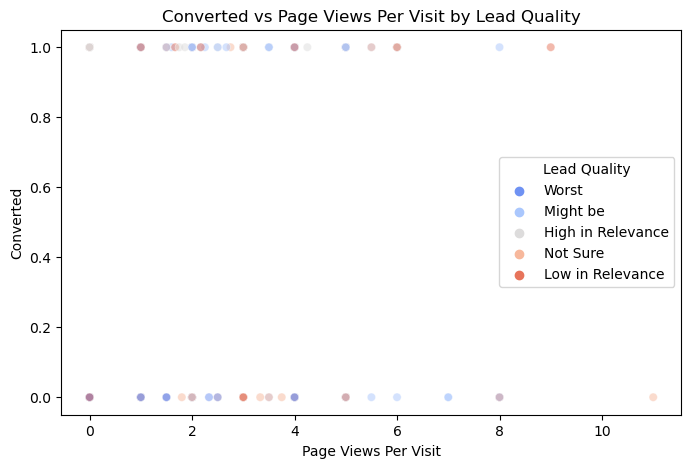 Converted vs Page Views Per Visit by Lead Quality
1.0
0.8
0.6
0.4
0.2
0.0
Converted
Lead Quality
Worst
Might be
High in Relevance
Not Sure
Low in Relevance
0 2 4 6 8 10
Page Views Per Visit